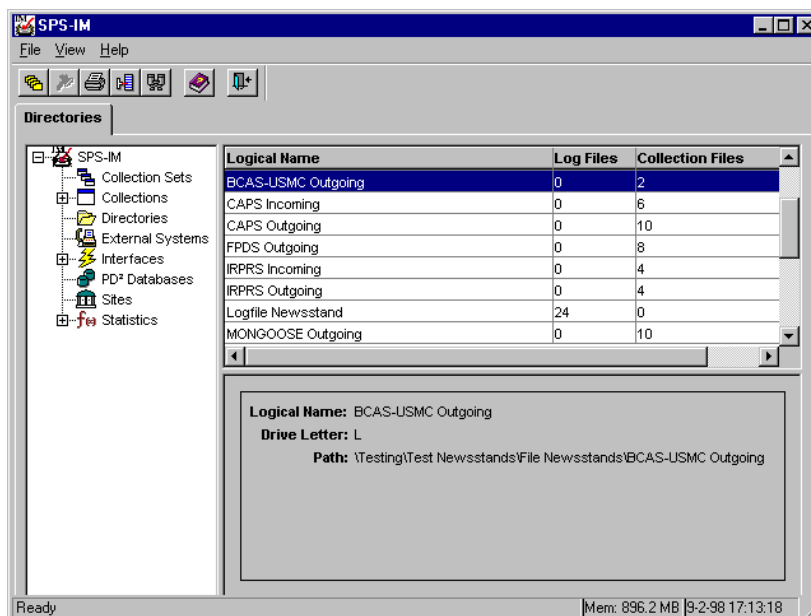 SPS-IM
File View Help
Directories
SPS-IM
Collection Sets
Collections
Directories
External Systems
Interfaces
PD² Databases
Sites
Statistics
Logical Name Log Files Collection Files
BCAS-USMC Outgoing 0 2
CAPS Incoming 0 6
CAPS Outgoing 0 10
FPDS Outgoing 0 8
IRPRS Incoming 0 4
IRPRS Outgoing 0 4
Logfile Newsstand 24 0
MONGOOSE Outgoing 0 10
Logical Name: BCAS-USMC Outgoing
Drive Letter: L
Path: \Testing\Test Newsstands\File Newsstands\BCAS-USMC Outgoing
Ready Mem: 896.2 MB 9-2-98 17:13:18